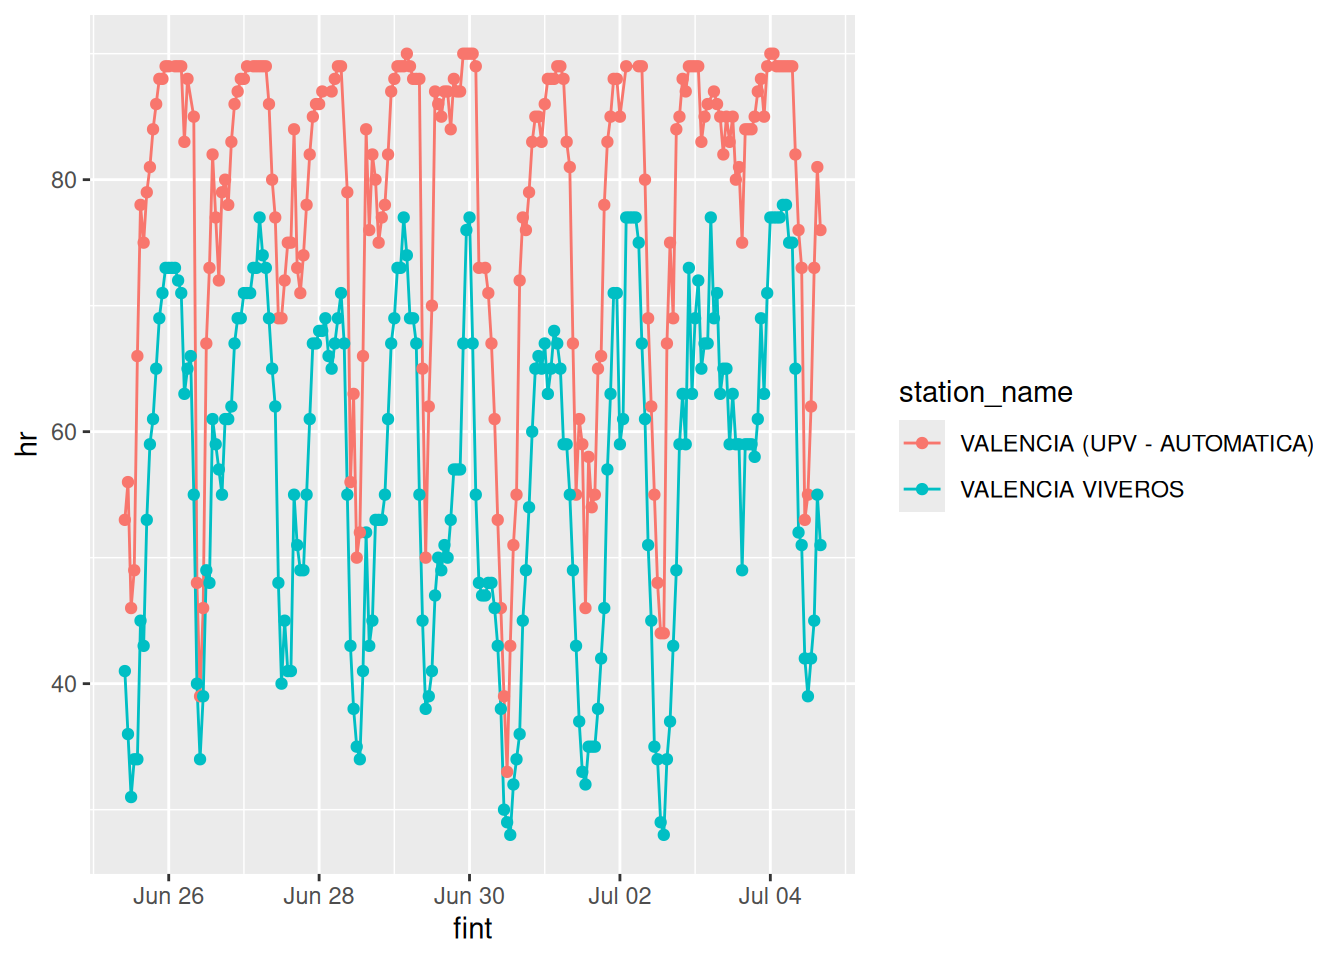 80
60
40
hr
Jun 26
Jun 28
Jun 30
Jul 02
Jul 04
fint
station_name
VALENCIA (UPV - AUTOMATICA)
VALENCIA VIVEROS